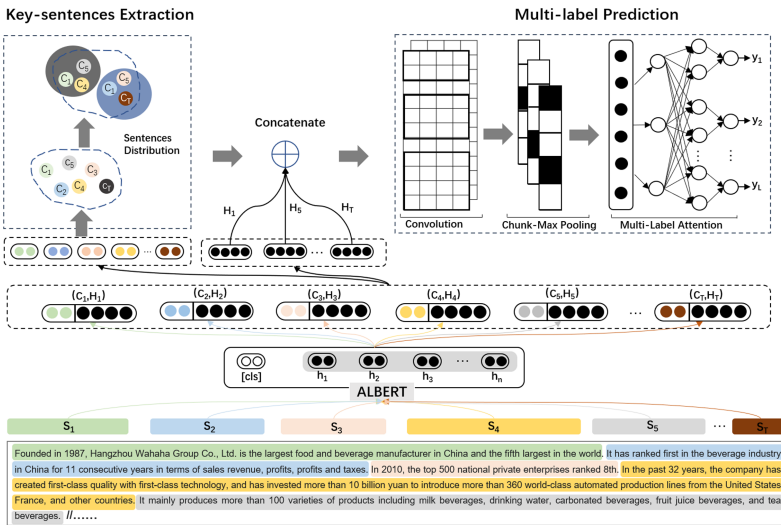 Key-sentences Extraction
Multi-label Prediction
C5
C1
C4
C5
C1
CT
Sentences
Distribution
C1
C5
C3
C2
C4
CT
Concatenate
H1
H5
HT
...
Convolution
Chunk-Max Pooling
Multi-Label Attention
y1
y2
yL
...
...
(C1,H1)
(C2,H2)
(C3,H3)
(C4,H4)
(C5,H5)
...
(CT,HT)
[cls]
h1
h2
h3
...
hn
ALBERT
S1
S2
S3
S4
S5
...
ST
Founded in 1987, Hangzhou Wahaha Group Co., Ltd. is the largest food and beverage manufacturer in China and the fifth largest in the world. It has ranked first in the beverage industry
in China for 11 consecutive years in terms of sales revenue, profits, profits and taxes. In 2010, the top 500 national private enterprises ranked 8th. In the past 32 years, the company has
created first-class quality with first-class technology, and has invested more than 10 billion yuan to introduce more than 360 world-class automated production lines from the United States
France, and other countries. It mainly produces more than 100 varieties of products including milk beverages, drinking water, carbonated beverages, fruit juice beverages, and tea
beverages. //......